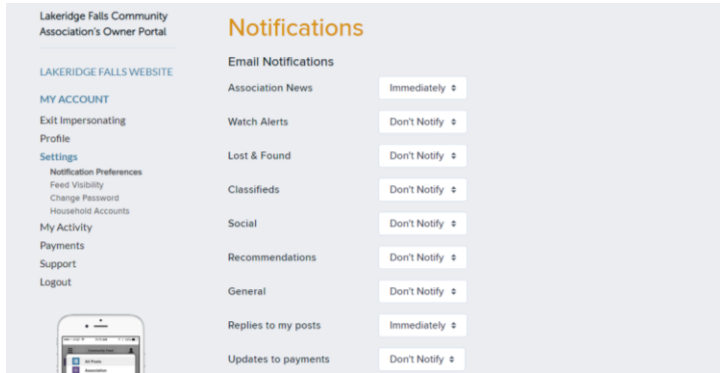 Lakeridge Falls Community
Association's Owner Portal
LAKERIDGE FALLS WEBSITE
MY ACCOUNT
Exit Impersonating
Profile
Settings
Notification Preferences
Feed Visibility
Change Password
Household Accounts
My Activity
Payments
Support
Logout
All Posts
Association
Notifications
Email Notifications
Association News Immediately
Watch Alerts Don't Notify
Lost & Found Don't Notify
Classifieds Don't Notify
Social Don't Notify
Recommendations Don't Notify
General Don't Notify
Replies to my posts Immediately
Updates to payments Don't Notify